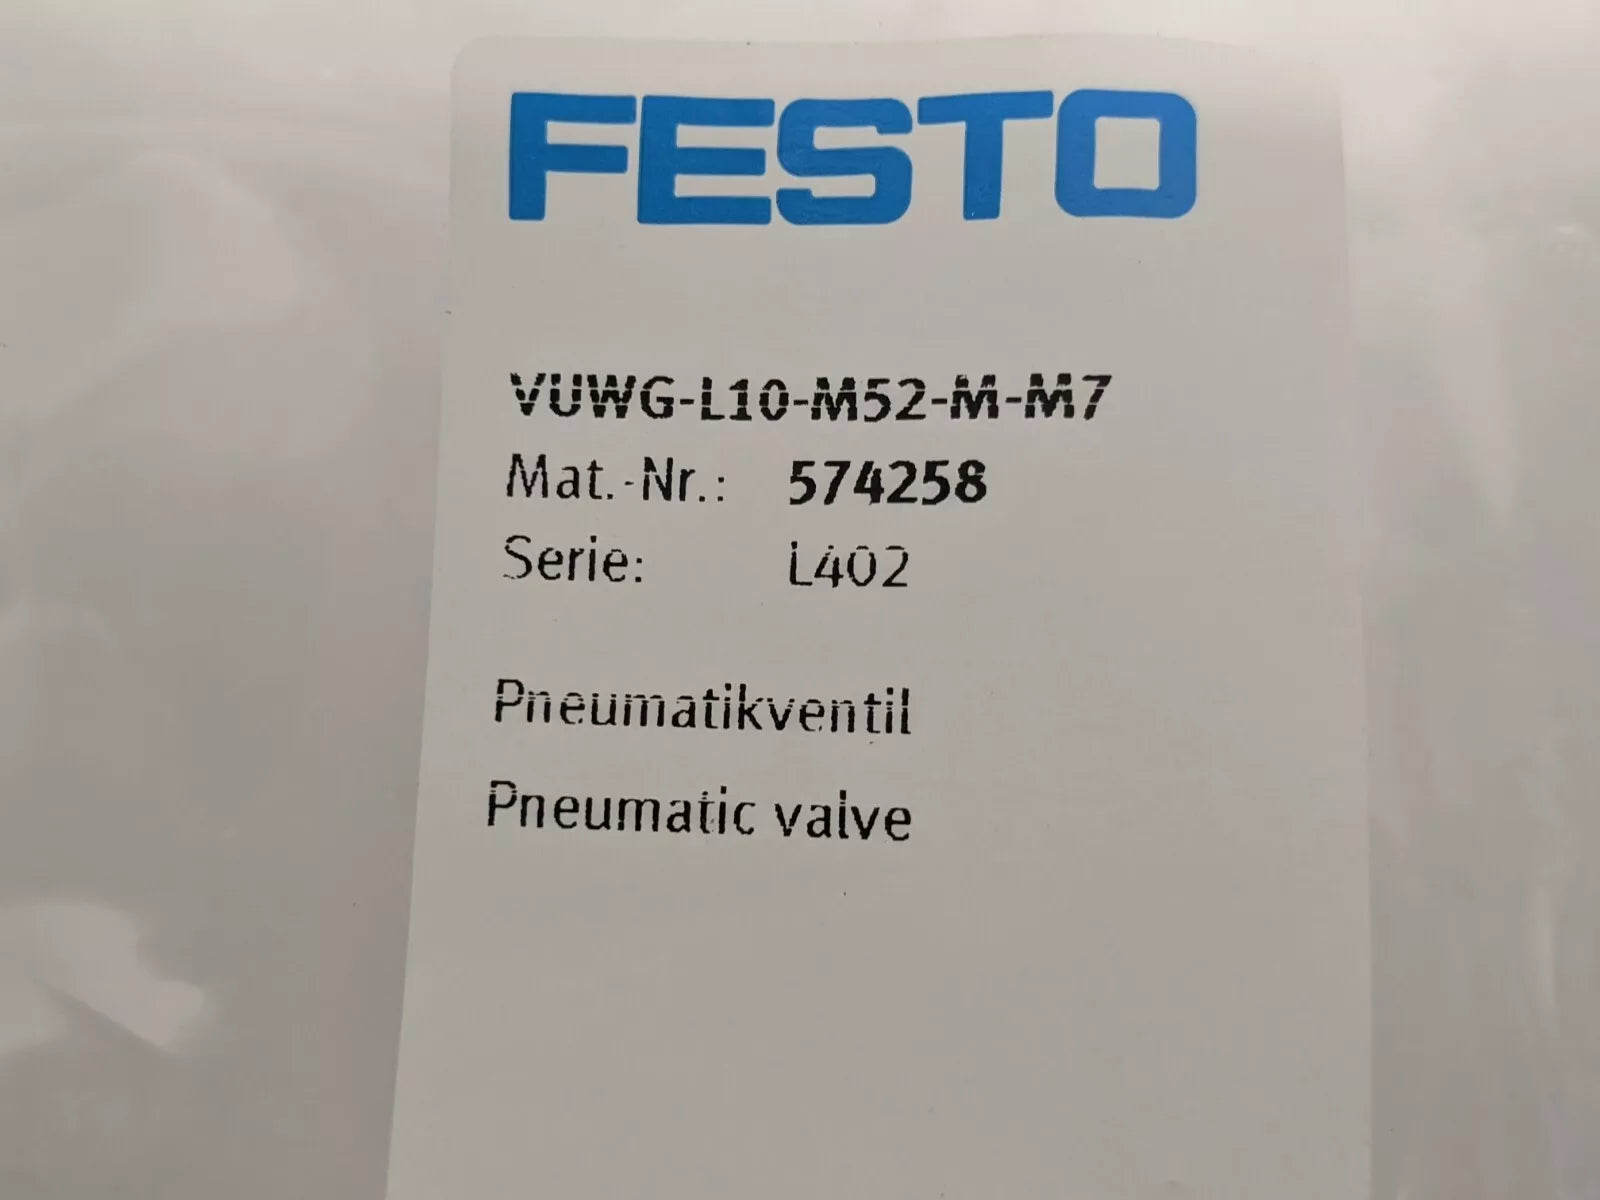 FESTO
VUWG-L10-M52-M-M7
Mat.-Nr.: 574258
Serie: L402
Pneumatikventil
Pneumatic valve